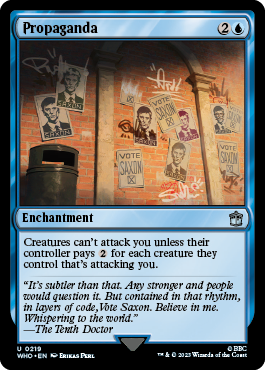 Propaganda 2
SAXON
VOTE
SAXON
VOTE
SAXON
Enchantment
Creatures can't attack you unless their
controller pays 2 for each creature they
control that's attacking you.
"It's subtler than that. Any stronger and people
would question it. But contained in that rhythm,
in layers of code,Vote Saxon. Believe in me.
Whispering to the world."
—The Tenth Doctor
U 0219
WHO • EN Erikas Perl
© BBC
™ & © 2023 Wizards of the Coast